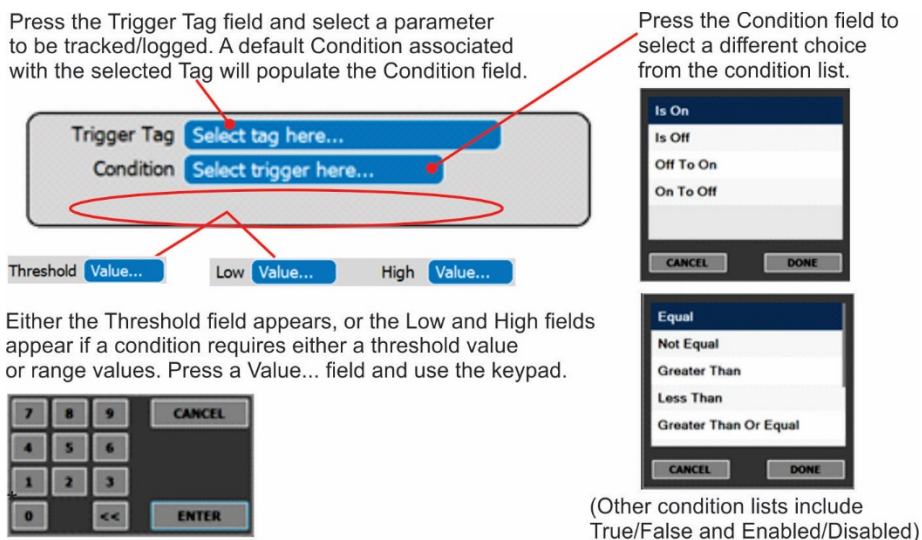 Press the Trigger Tag field and select a parameter
to be tracked/logged. A default Condition associated
with the selected Tag will populate the Condition field.
Press the Condition field to
select a different choice
from the condition list.
Trigger Tag Select tag here...
Condition Select trigger here...
Threshold Value...
Low Value... High Value...
Is On
Is Off
Off To On
On To Off
CANCEL DONE
Either the Threshold field appears, or the Low and High fields
appear if a condition requires either a threshold value
or range values. Press a Value... field and use the keypad.
7 8 9 CANCEL
4 5 6
1 2 3
0 << ENTER
Equal
Not Equal
Greater Than
Less Than
Greater Than Or Equal
CANCEL DONE
(Other condition lists include
True/False and Enabled/Disabled)